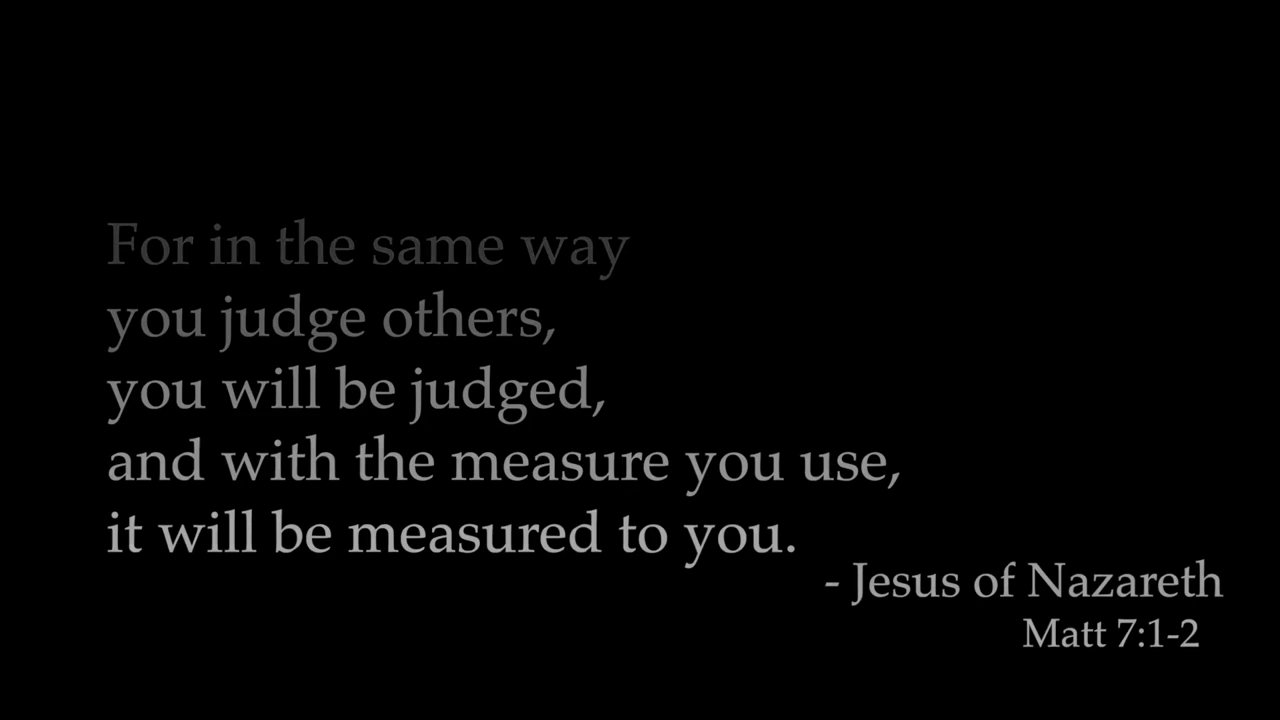 For in the same way
you judge others,
you will be judged,
and with the measure you use,
it will be measured to you.
- Jesus of Nazareth
Matt 7:1-2